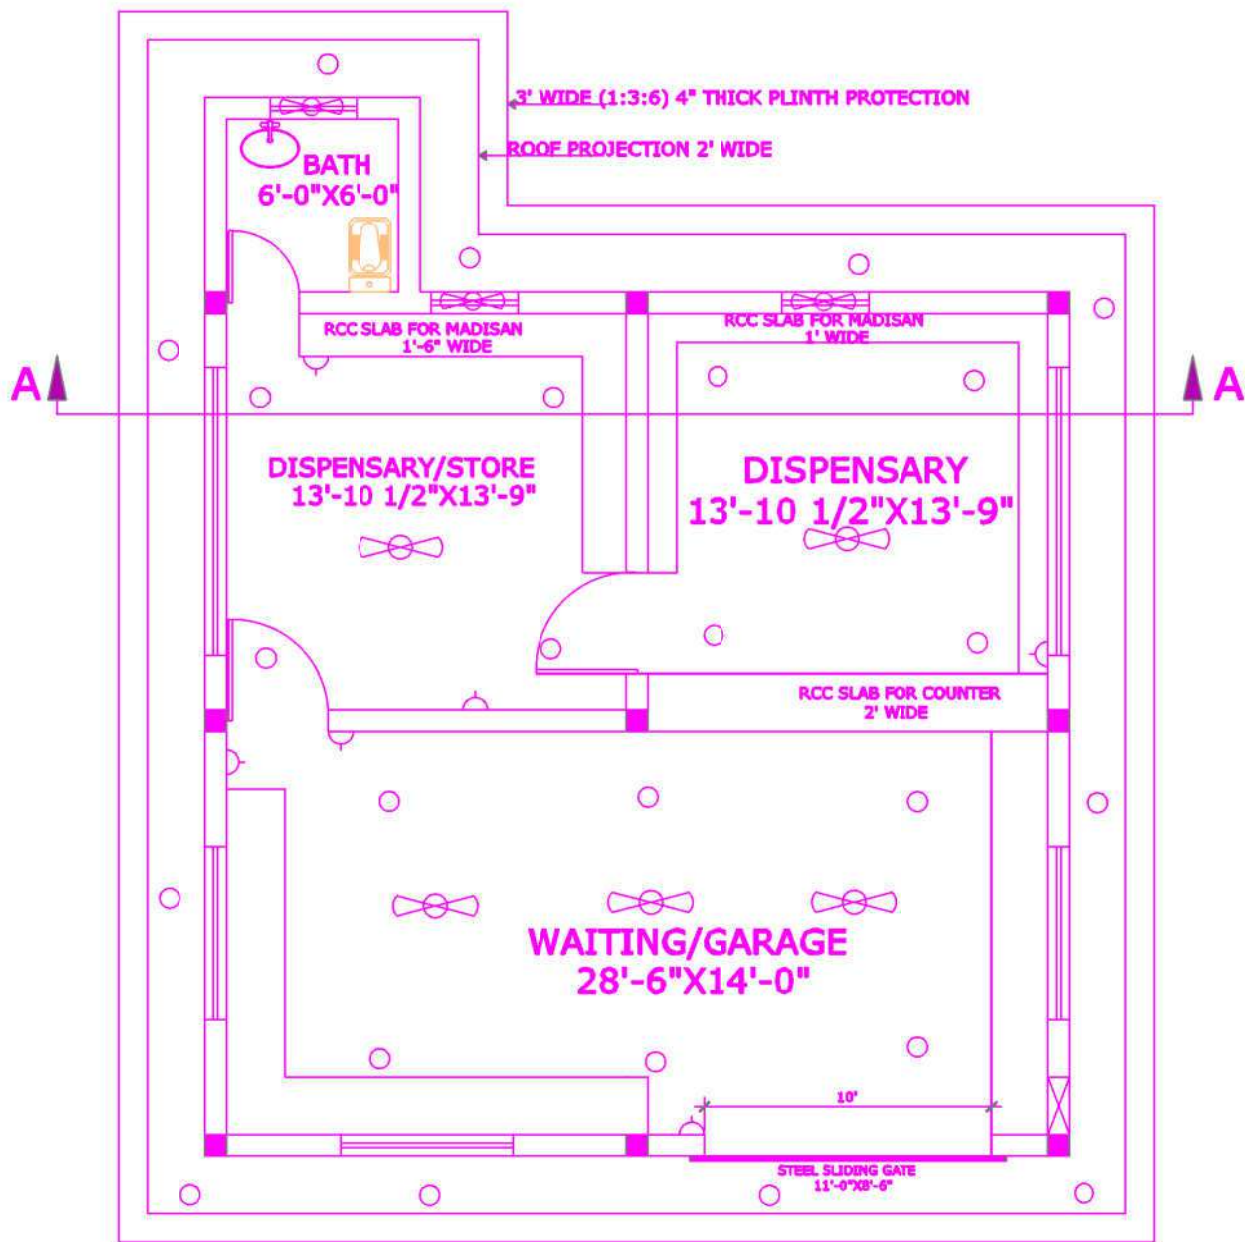 3' WIDE (1:3:6) 4" THICK PLINTH PROTECTION
ROOF PROJECTION 2' WIDE
BATH
6'-0"X6'-0"
RCC SLAB FOR MADISAN
1'-6" WIDE
RCC SLAB FOR MADISAN
1' WIDE
A
A
DISPENSARY/STORE
13'-10 1/2"X13'-9"
DISPENSARY
13'-10 1/2"X13'-9"
RCC SLAB FOR COUNTER
2' WIDE
WAITING/GARAGE
28'-6"X14'-0"
10'
STEEL SLIDING GATE
11'-0"X8'-6"